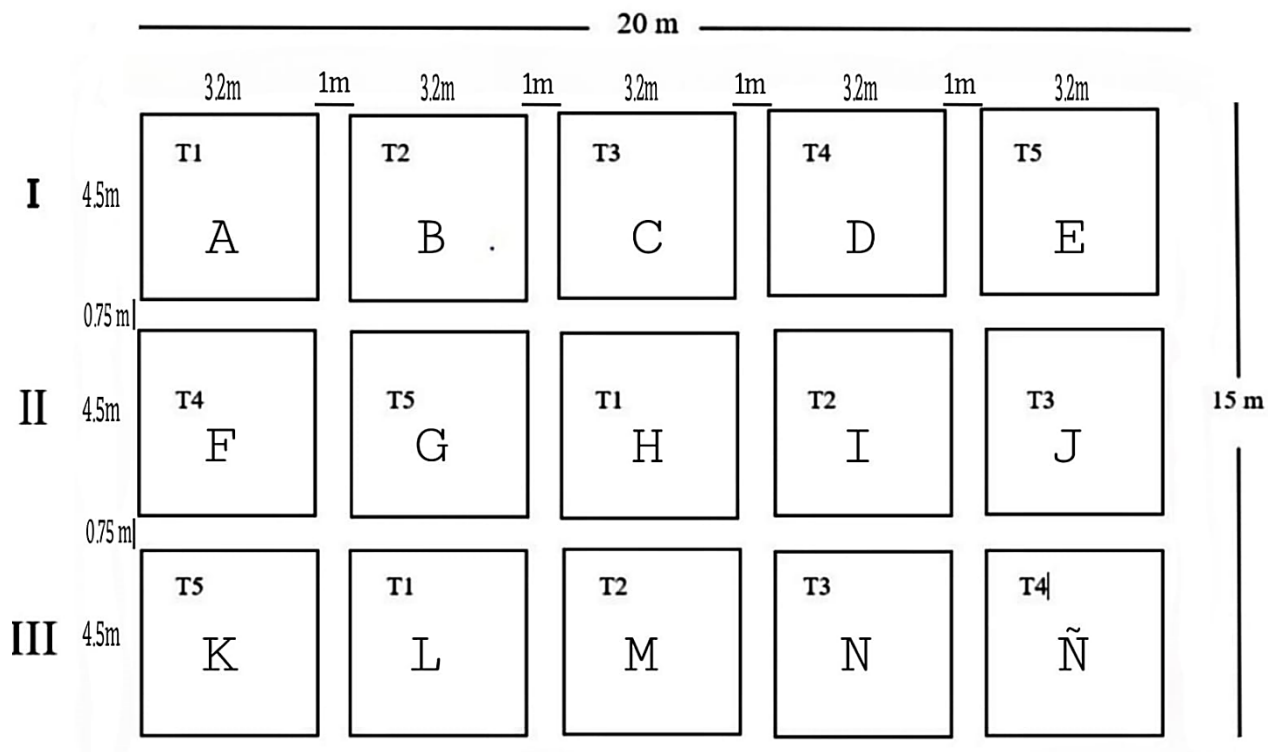 20 m
3.2m 1m 3.2m 1m 3.2m 1m 3.2m 1m 3.2m
T1 T2 T3 T4 T5
I 4.5m
A B C D E
0.75 m
T4 T5 T1 T2 T3
II 4.5m 15 m
F G H I J
0.75 m
T5 T1 T2 T3 T4
III 4.5m
K L M N Ñ